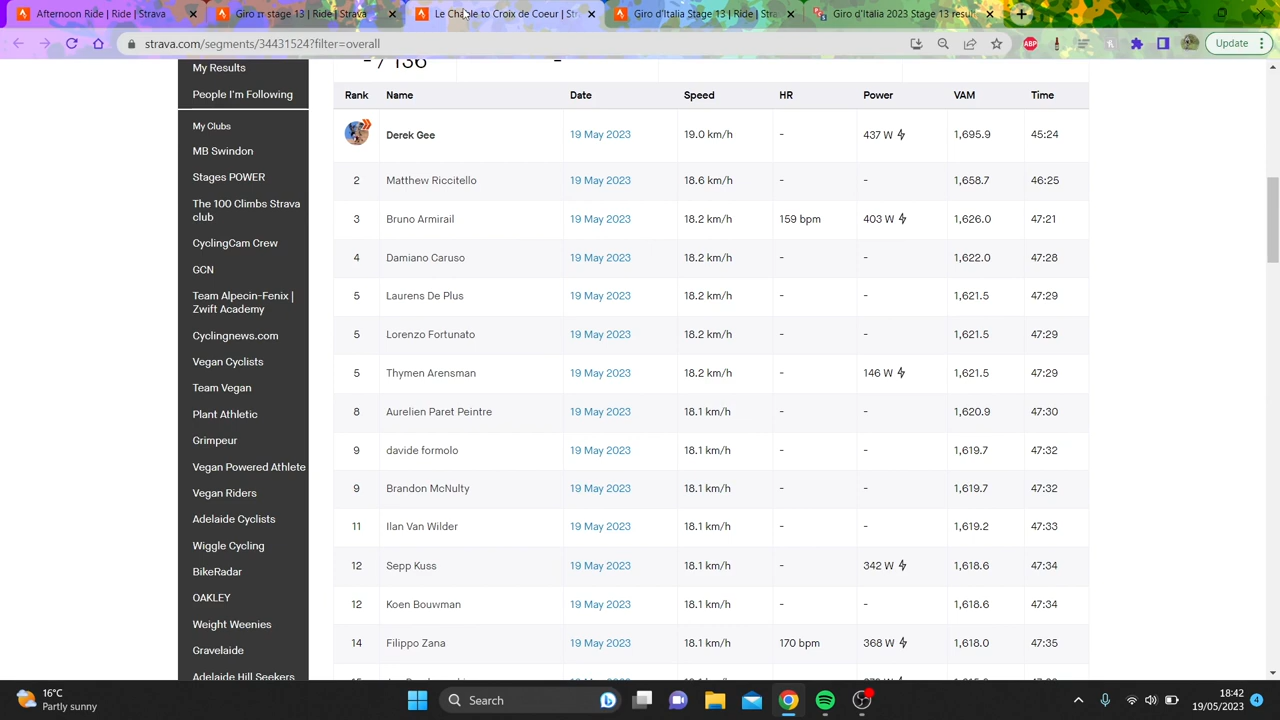 Afternoon Ride | Ride | Strava
Giro 🏁 stage 13 | Ride | Strava
Le Chable to Croix de Coeur | Str
Giro d'Italia Stage 13 | Ride | Stra
Giro d'Italia 2023 Stage 13 resul
strava.com/segments/34431524?filter=overall
ABP
Update
My Results
People I'm Following
My Clubs
MB Swindon
Stages POWER
The 100 Climbs Strava
club
CyclingCam Crew
GCN
Team Alpecin-Fenix |
Zwift Academy
Cyclingnews.com
Vegan Cyclists
Team Vegan
Plant Athletic
Grimpeur
Vegan Powered Athlete
Vegan Riders
Adelaide Cyclists
Wiggle Cycling
BikeRadar
OAKLEY
Weight Weenies
Gravelaide
Adelaide Hill Seekers
- / 136 -
Rank Name Date Speed HR Power VAM Time
Derek Gee 19 May 2023 19.0 km/h - 437 W 1,695.9 45:24
2 Matthew Riccitello 19 May 2023 18.6 km/h - - 1,658.7 46:25
3 Bruno Armirail 19 May 2023 18.2 km/h 159 bpm 403 W 1,626.0 47:21
4 Damiano Caruso 19 May 2023 18.2 km/h - - 1,622.0 47:28
5 Laurens De Plus 19 May 2023 18.2 km/h - - 1,621.5 47:29
5 Lorenzo Fortunato 19 May 2023 18.2 km/h - - 1,621.5 47:29
5 Thymen Arensman 19 May 2023 18.2 km/h - 146 W 1,621.5 47:29
8 Aurelien Paret Peintre 19 May 2023 18.1 km/h - - 1,620.9 47:30
9 davide formolo 19 May 2023 18.1 km/h - - 1,619.7 47:32
9 Brandon McNulty 19 May 2023 18.1 km/h - - 1,619.7 47:32
11 Ilan Van Wilder 19 May 2023 18.1 km/h - - 1,619.2 47:33
12 Sepp Kuss 19 May 2023 18.1 km/h - 342 W 1,618.6 47:34
12 Koen Bouwman 19 May 2023 18.1 km/h - - 1,618.6 47:34
14 Filippo Zana 19 May 2023 18.1 km/h 170 bpm 368 W 1,618.0 47:35
16°C
Partly sunny
Search
18:42
19/05/2023
4